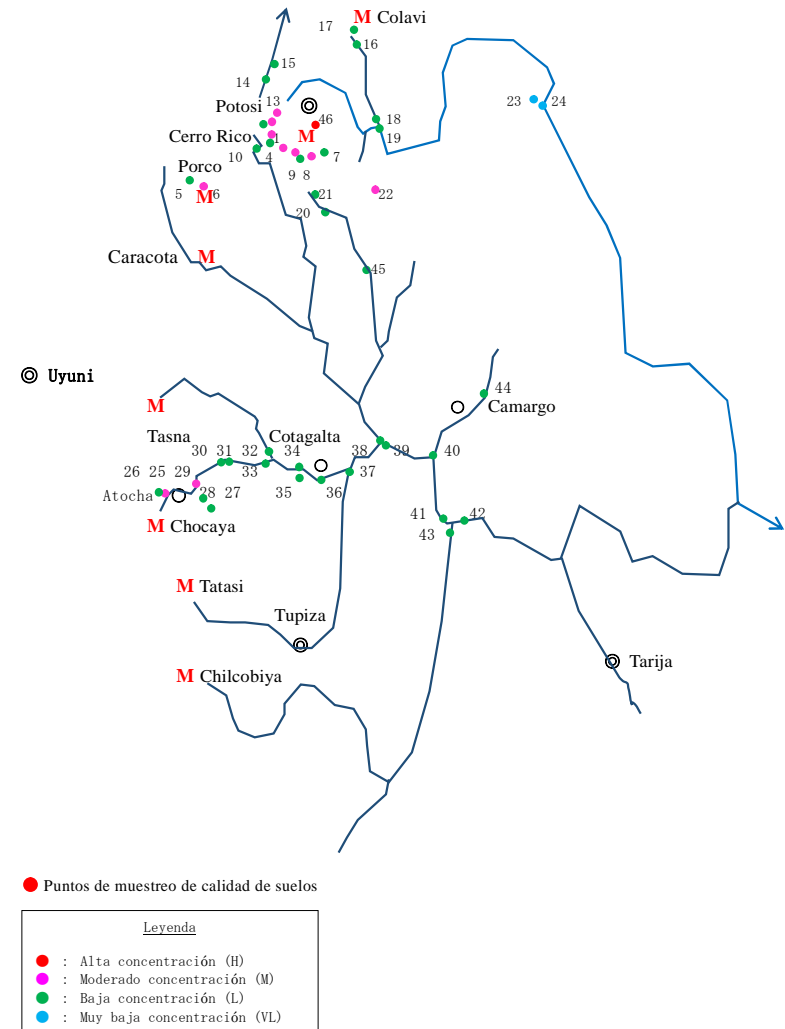 17
M Colavi
16
15
14
13
Potosi
46
18
23
24
Cerro Rico
1
M
19
10
4
7
9
8
Porco
5
M
6
21
22
20
Caracota
M
45
Uyuni
44
M
Camargo
Tasna
Cotagalta
30
31
32
34
38
39
40
33
37
26
25
29
35
36
Atocha
28
27
41
42
M Chocaya
43
M Tatasi
Tupiza
Tarija
M Chilcobiya
Puntos de muestreo de calidad de suelos
Leyenda
: Alta concentración (H)
: Moderado concentración (M)
: Baja concentración (L)
: Muy baja concentración (VL)